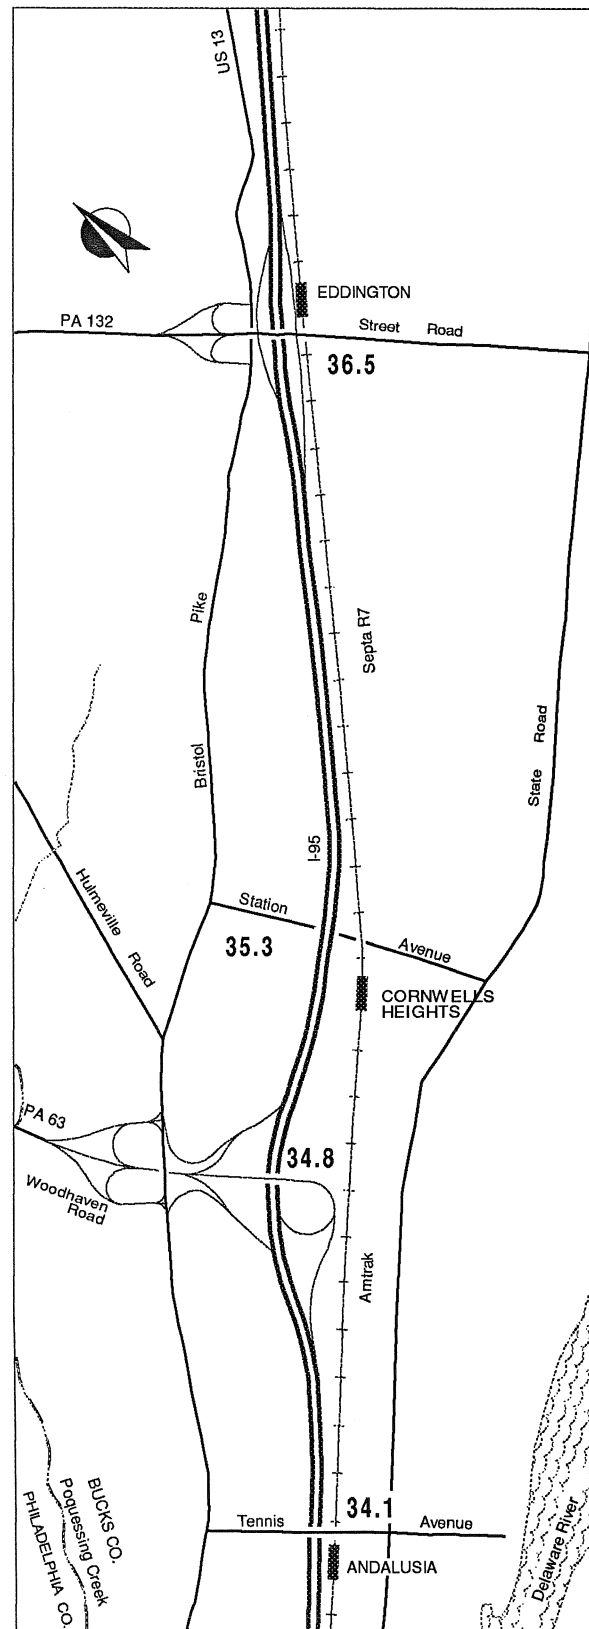 US 13
EDDINGTON
PA 132
Street Road
36.5
Pike
Septa R7
State Road
Bristol
I-95
Hulmeville Road
Station
Avenue
35.3
CORNWELLS
HEIGHTS
PA 63
34.8
Woodhaven
Road
Amtrak
34.1
Tennis
Avenue
BUCKS CO.
Poquessing Creek
PHILADELPHIA CO.
ANDALUSIA
Delaware River